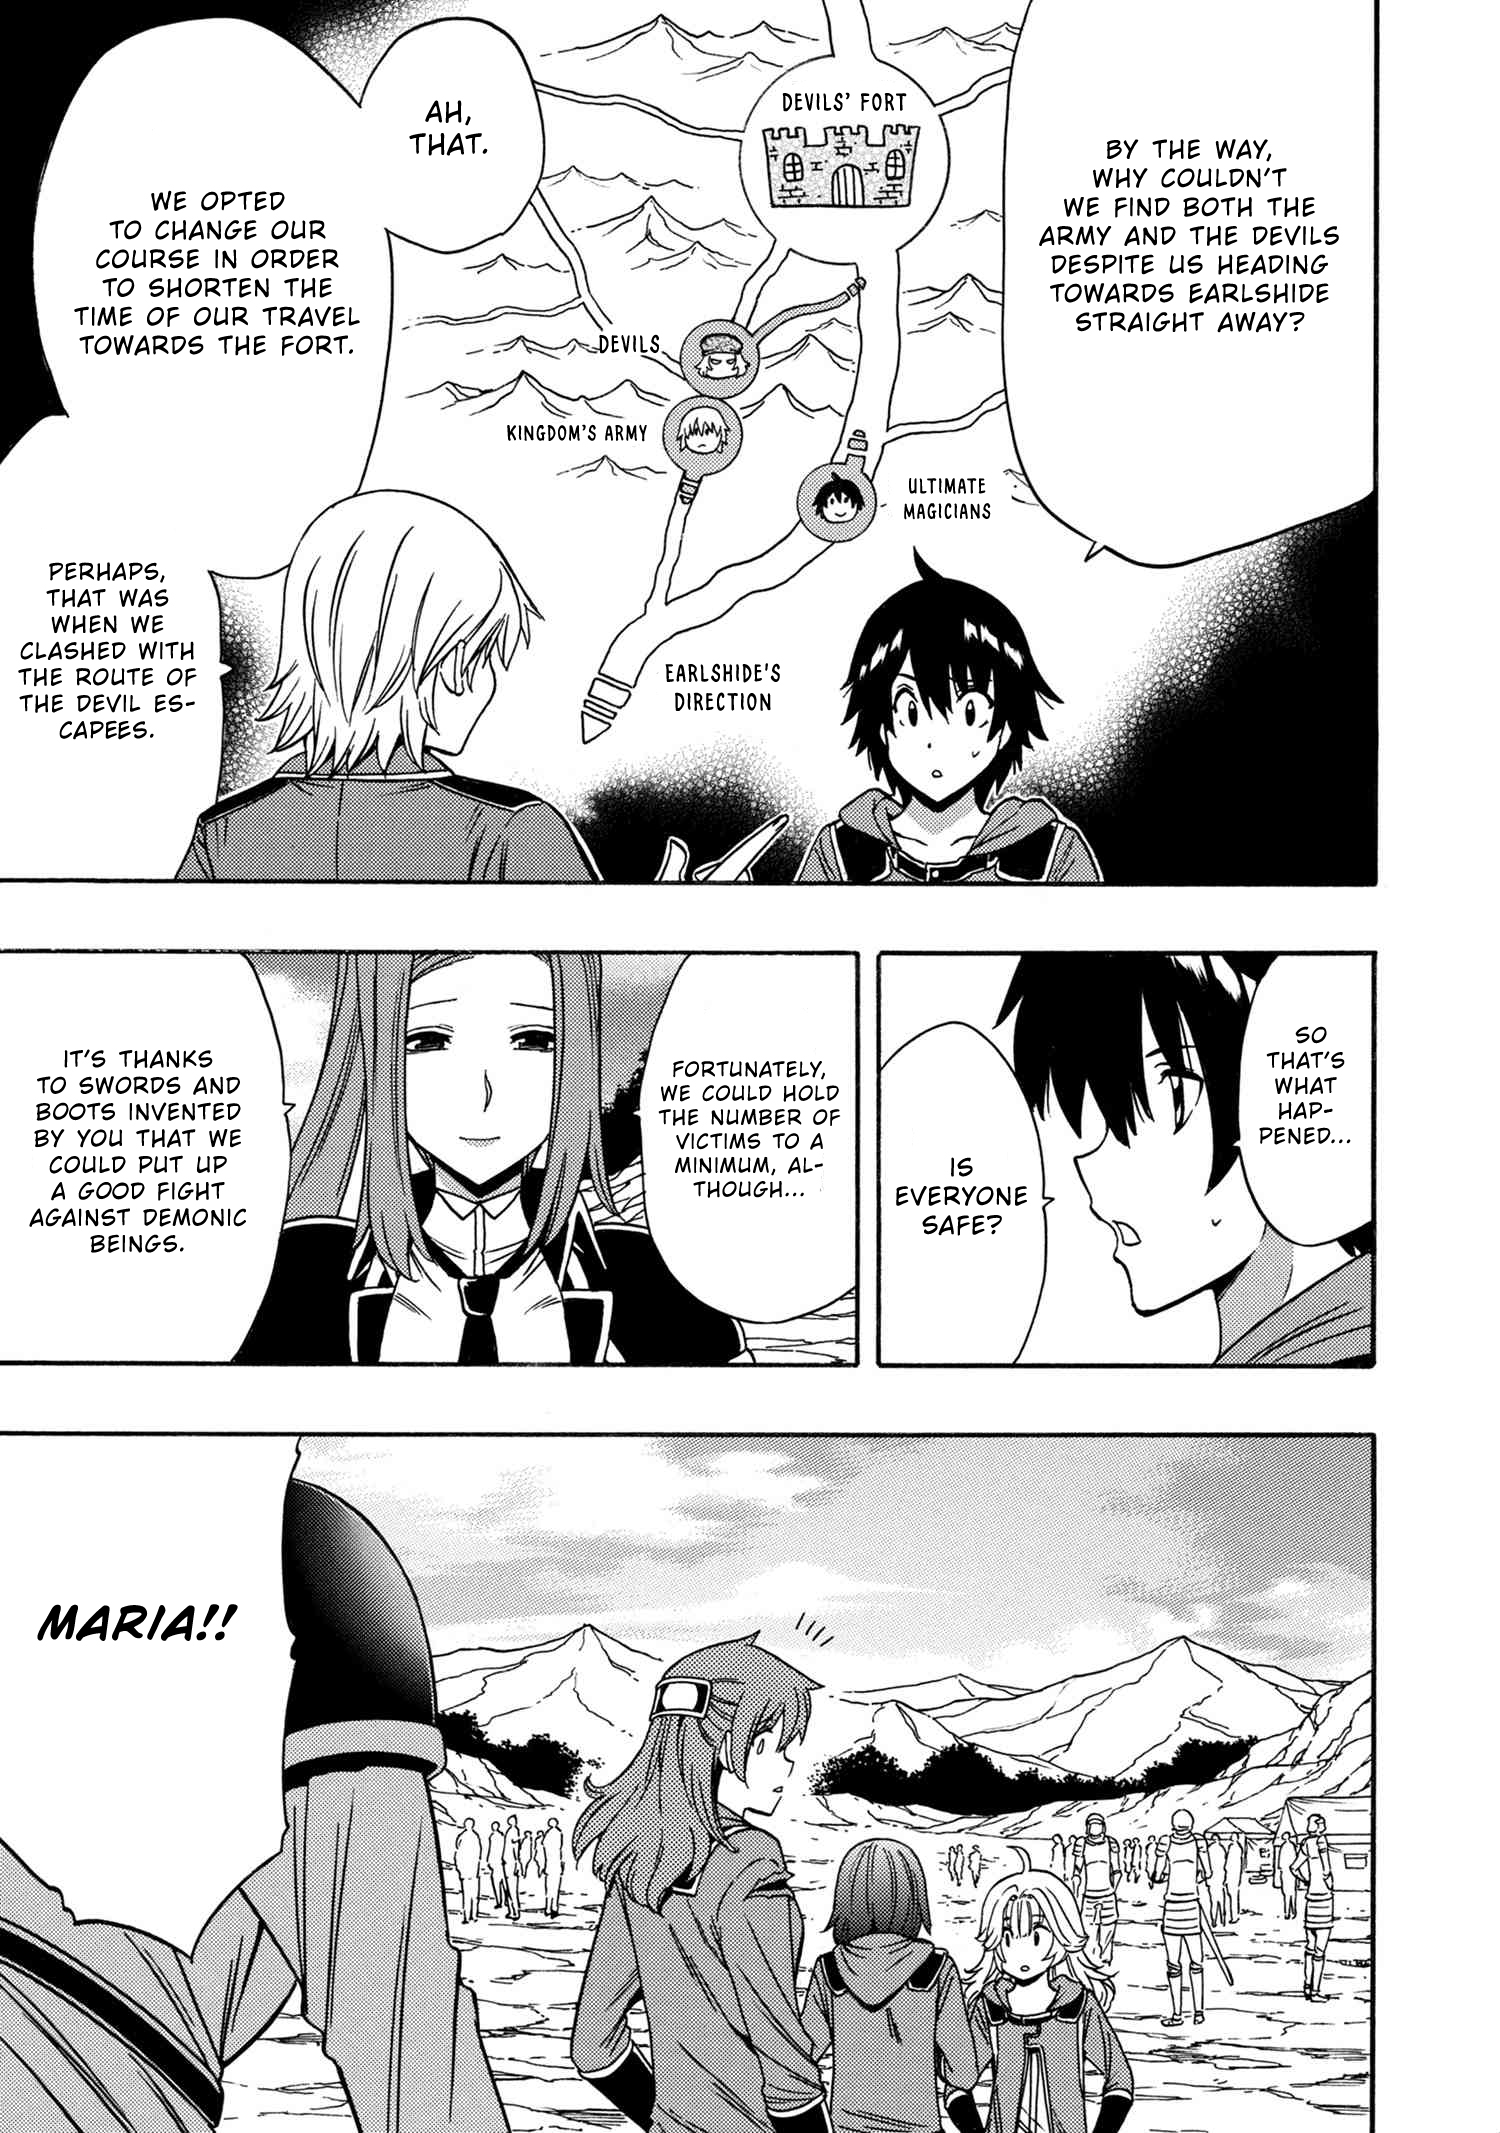 BY THE WAY,
WHY COULDN'T
WE FIND BOTH THE
ARMY AND THE DEVILS
DESPITE US HEADING
TOWARDS EARLSHIDE
STRAIGHT AWAY?
DEVILS' FORT
DEVILS
KINGDOM'S ARMY
ULTIMATE
MAGICIANS
EARLSHIDE'S
DIRECTION
AH,
THAT.
WE OPTED
TO CHANGE OUR
COURSE IN ORDER
TO SHORTEN THE
TIME OF OUR TRAVEL
TOWARDS THE FORT.
PERHAPS,
THAT WAS
WHEN WE
CLASHED WITH
THE ROUTE OF
THE DEVIL ES-
CAPEES.
SO
THAT'S
WHAT
HAP-
PENED...
IS
EVERYONE
SAFE?
FORTUNATELY,
WE COULD HOLD
THE NUMBER OF
VICTIMS TO A
MINIMUM, AL-
THOUGH...
IT'S THANKS
TO SWORDS AND
BOOTS INVENTED
BY YOU THAT WE
COULD PUT UP
A GOOD FIGHT
AGAINST DEMONIC
BEINGS.
MARIA!!